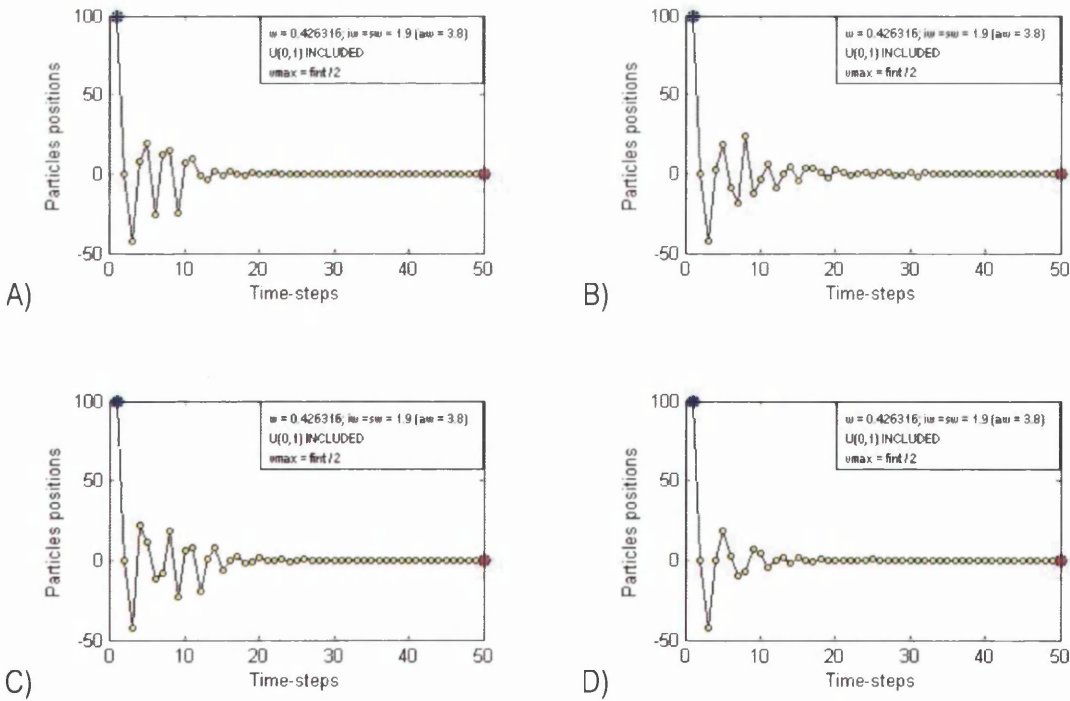 100
50
0
-50
Particles positions
w = 0.426316; iw =sw = 1.9 (aw = 3.8)
U(0,1) INCLUDED
vmax = fint / 2
0 10 20 30 40 50
Time-steps
A)
100
50
0
-50
Particles positions
w = 0.426316; iw =sw = 1.9 (aw = 3.8)
U(0,1) INCLUDED
vmax = fint / 2
0 10 20 30 40 50
Time-steps
B)
100
50
0
-50
Particles positions
w = 0.426316; iw =sw = 1.9 (aw = 3.8)
U(0,1) INCLUDED
vmax = fint / 2
0 10 20 30 40 50
Time-steps
C)
100
50
0
-50
Particles positions
w = 0.426316; iw =sw = 1.9 (aw = 3.8)
U(0,1) INCLUDED
vmax = fint / 2
0 10 20 30 40 50
Time-steps
D)